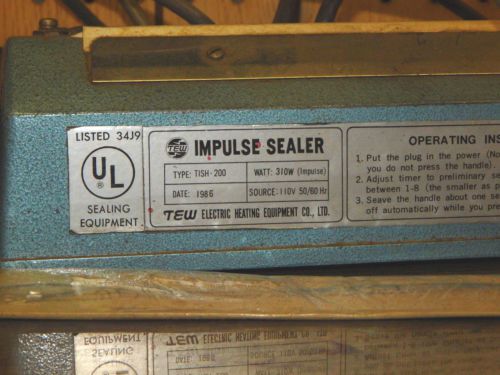 LISTED 34J9
UL
®
SEALING
EQUIPMENT
TEW IMPULSE SEALER
TYPE: TISH-200 WATT: 310W (Impulse)
DATE: 1986 SOURCE: 110V 50/60 Hz
TEW ELECTRIC HEATING EQUIPMENT CO., LTD.
OPERATING INS
1. Put the plug in the power (No
you do not press the handle).
2. Adjust timer to preliminary se
between 1-8 (the smaller as p
3. Seave the handle about one se
off automatically while you pre